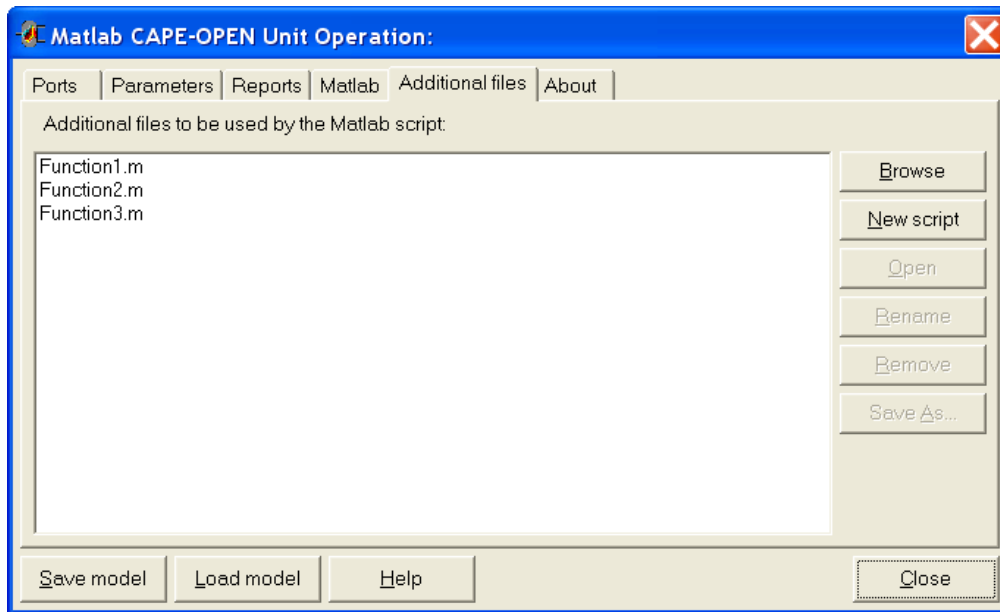 Matlab CAPE-OPEN Unit Operation:
Ports Parameters Reports Matlab Additional files About
Additional files to be used by the Matlab script:
Function1.m
Function2.m
Function3.m
Browse
New script
Open
Rename
Remove
Save As...
Save model Load model Help Close